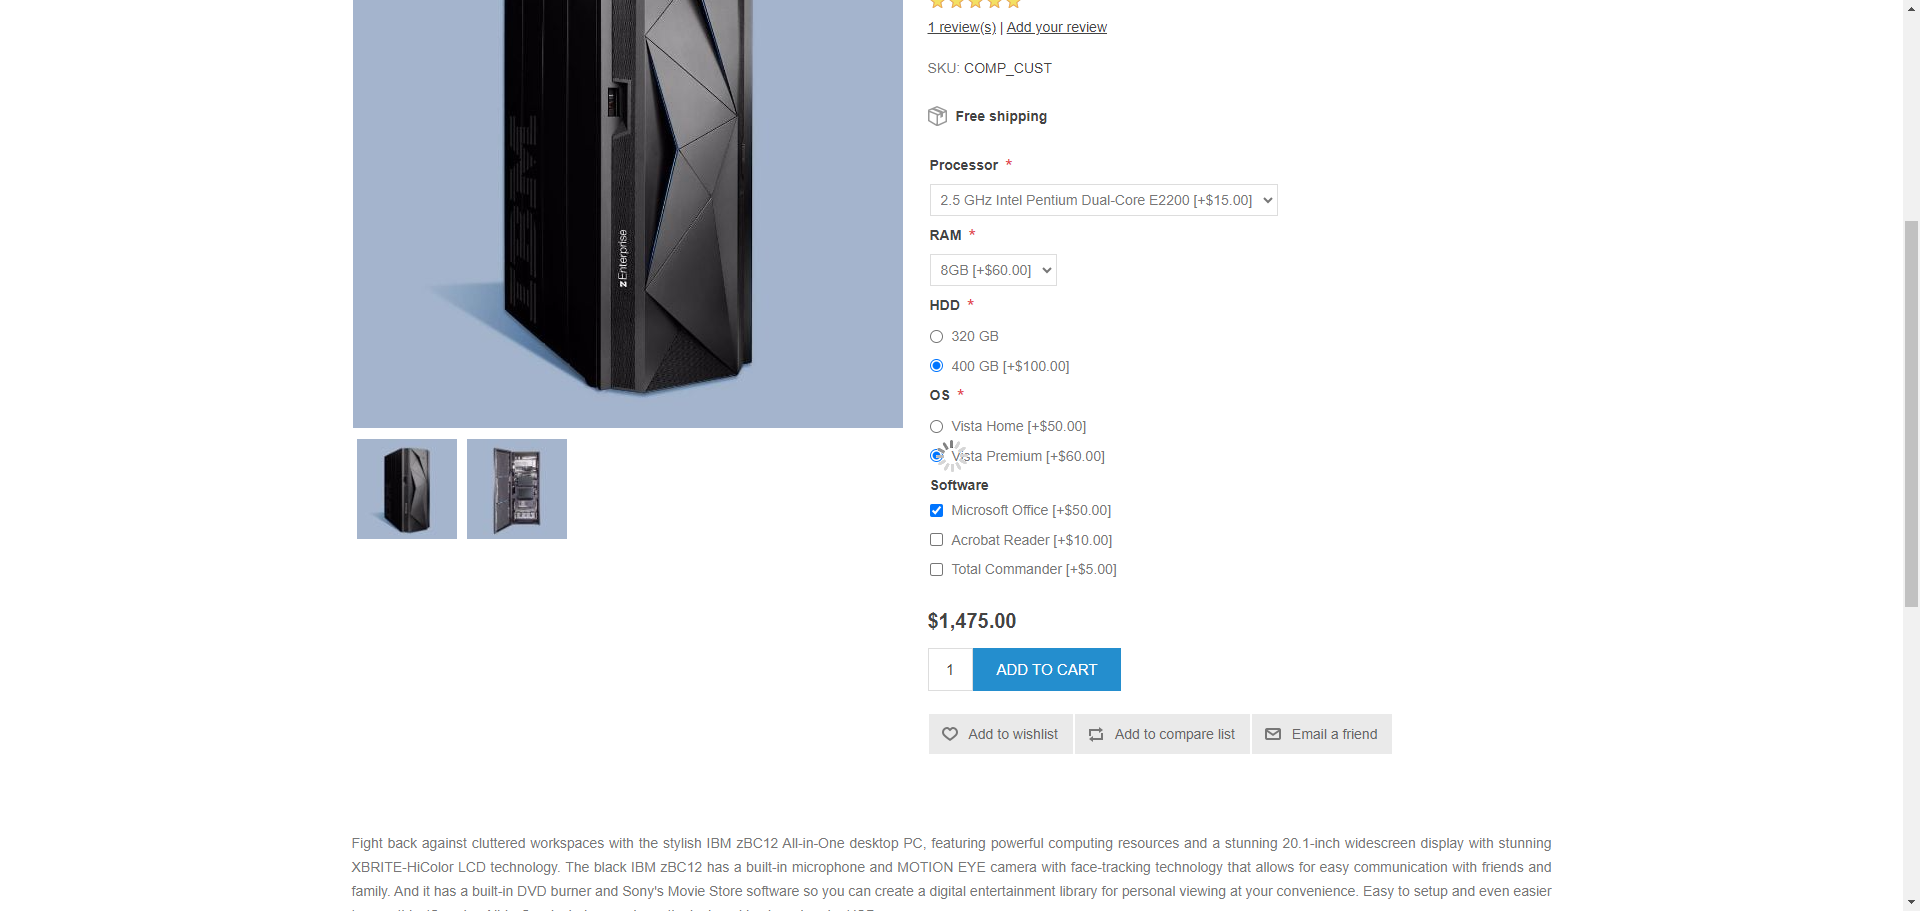 1 review(s) | Add your review
SKU: COMP_CUST
Free shipping
Processor *
2.5 GHz Intel Pentium Dual-Core E2200 [+$15.00]
RAM *
8GB [+$60.00]
HDD *
320 GB
400 GB [+$100.00]
OS *
Vista Home [+$50.00]
Vista Premium [+$60.00]
Software
Microsoft Office [+$50.00]
Acrobat Reader [+$10.00]
Total Commander [+$5.00]
$1,475.00
1 ADD TO CART
Add to wishlist Add to compare list Email a friend
IBM
zEnterprise
Fight back against cluttered workspaces with the stylish IBM zBC12 All-in-One desktop PC, featuring powerful computing resources and a stunning 20.1-inch widescreen display with stunning
XBRITE-HiColor LCD technology. The black IBM zBC12 has a built-in microphone and MOTION EYE camera with face-tracking technology that allows for easy communication with friends and
family. And it has a built-in DVD burner and Sony's Movie Store software so you can create a digital entertainment library for personal viewing at your convenience. Easy to setup and even easier